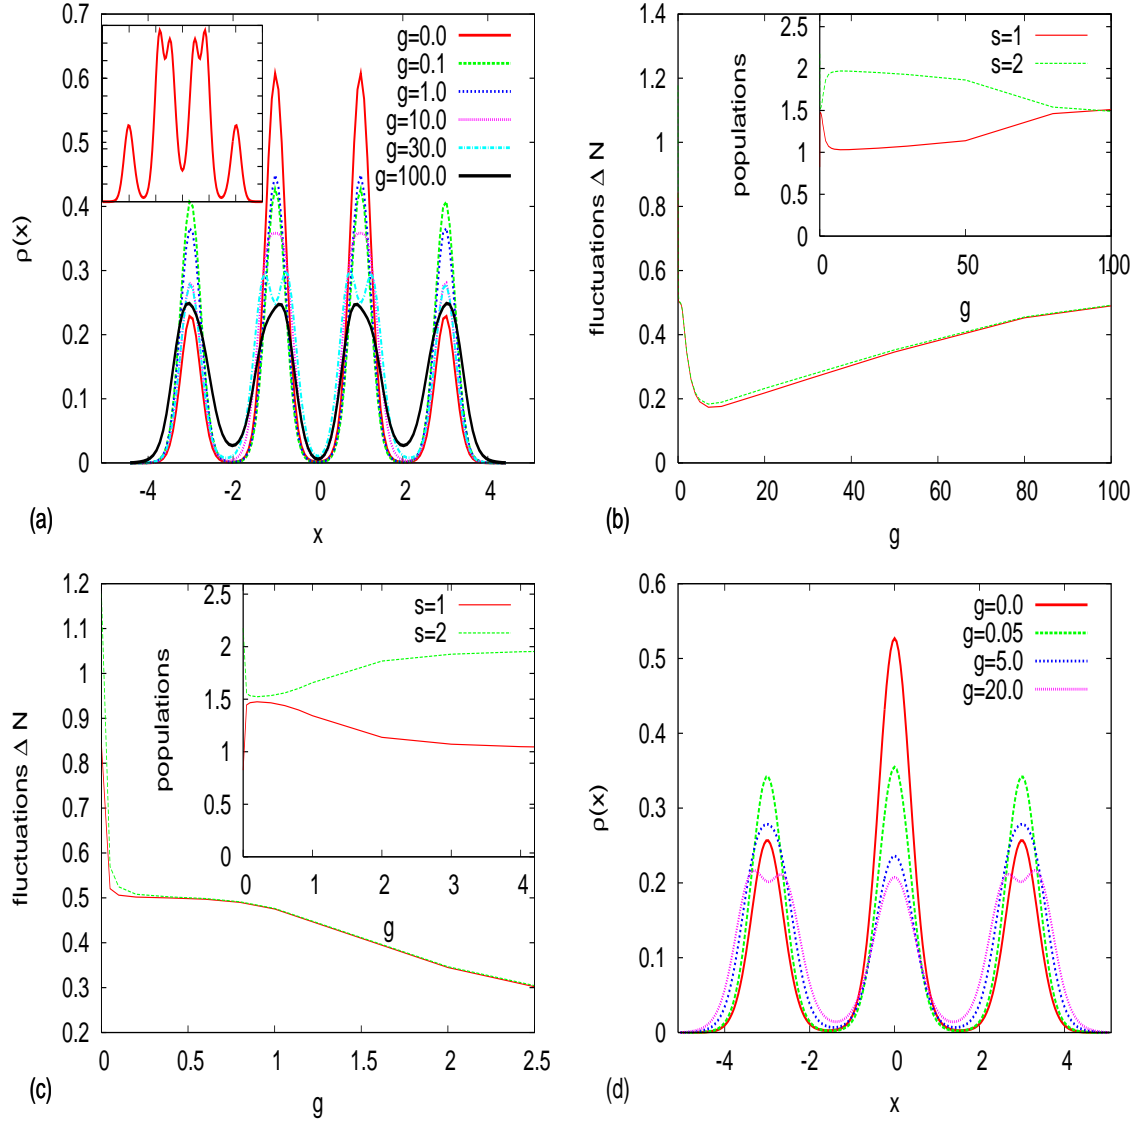 0.7
0.6
0.5
0.4
0.3
0.2
0.1
0
-4
-2
0
2
4
ρ(x)
x
g=0.0
g=0.1
g=1.0
g=10.0
g=30.0
g=100.0
(a)
1.4
1.2
1
0.8
0.6
0.4
0.2
0
0
20
40
60
80
100
fluctuations Δ N
g
2.5
2
1.5
1
0.5
0
0
50
100
populations
g
s=1
s=2
(b)
1.2
1.1
1
0.9
0.8
0.7
0.6
0.5
0.4
0.3
0.2
0
0.5
1
1.5
2
2.5
fluctuations Δ N
g
2.5
2
1.5
1
0.5
0
0
1
2
3
4
populations
g
s=1
s=2
(c)
0.6
0.5
0.4
0.3
0.2
0.1
0
-4
-2
0
2
4
ρ(x)
x
g=0.0
g=0.05
g=5.0
g=20.0
(d)